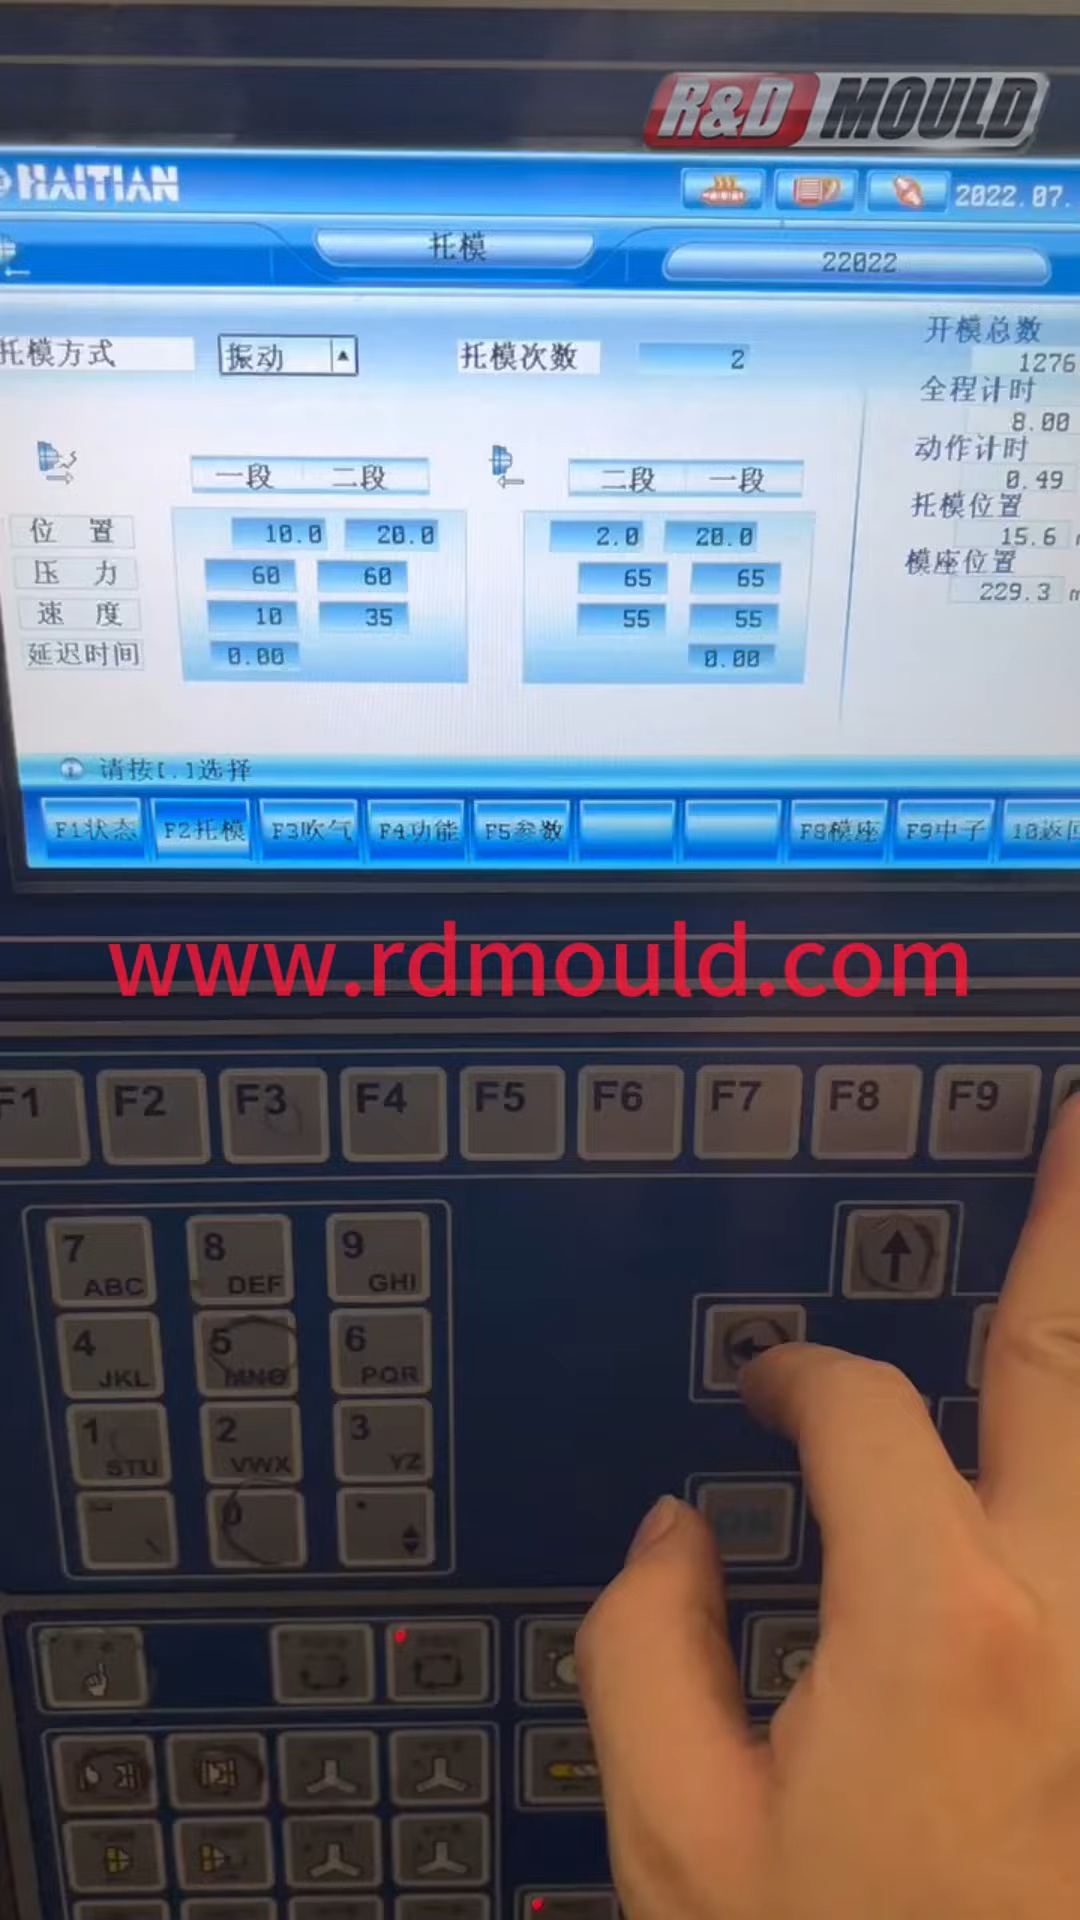 R&D MOULD
HAITIAN
2022.07.
托模
22022
托模方式
振动
托模次数
2
开模总数
1276
全程计时
8.00
动作计时
0.49
托模位置
15.6
模座位置
229.3
一段 二段
二段 一段
位 置 10.0 20.0 2.0 20.0
压 力 60 60 65 65
速 度 10 35 55 55
延迟时间 0.00 0.00
请按[.]选择
F1状态 F2托模 F3吹气 F4功能 F5参数 F8模座 F9中子 10返回
www.rdmould.com
F1 F2 F3 F4 F5 F6 F7 F8 F9
7 ABC 8 DEF 9 GHI
4 JKL 5 MNO 6 PQR
1 STU 2 VWX 3 YZ
0 .